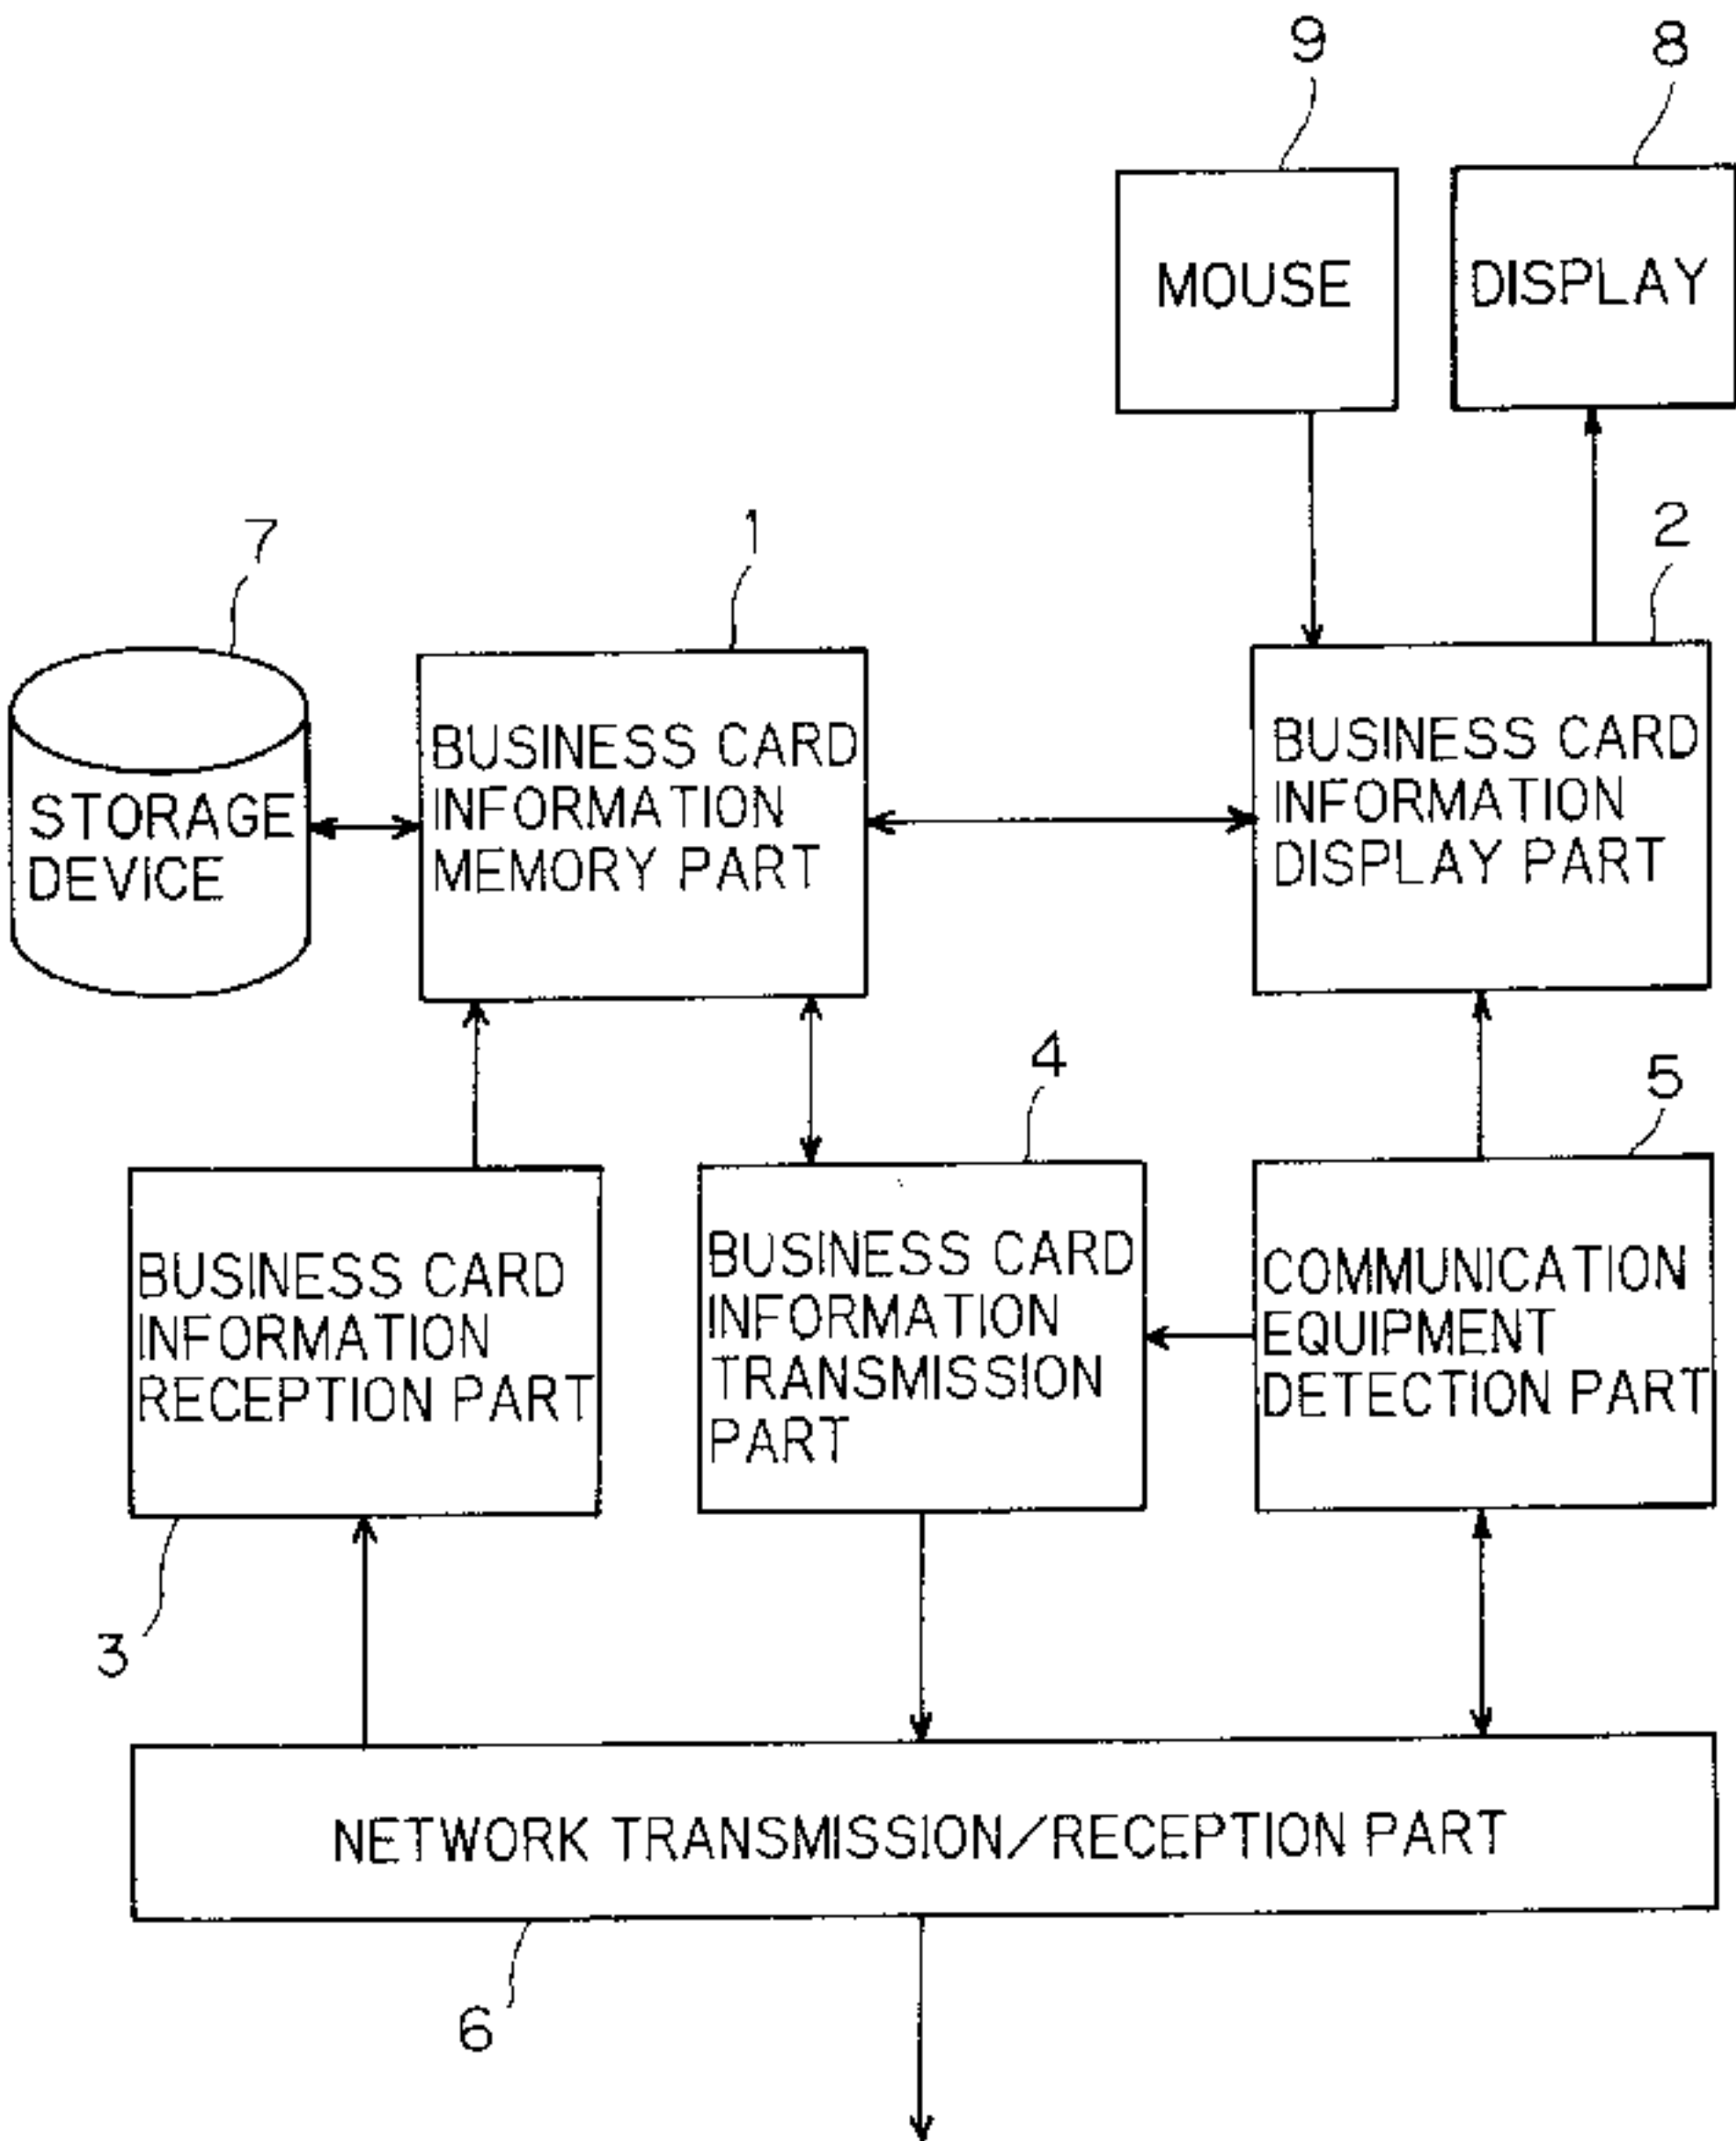 9
8
MOUSE
DISPLAY
7
1
2
STORAGE
DEVICE
BUSINESS CARD
INFORMATION
MEMORY PART
BUSINESS CARD
INFORMATION
DISPLAY PART
4
5
BUSINESS CARD
INFORMATION
RECEPTION PART
BUSINESS CARD
INFORMATION
TRANSMISSION
PART
COMMUNICATION
EQUIPMENT
DETECTION PART
3
NETWORK TRANSMISSION/RECEPTION PART
6